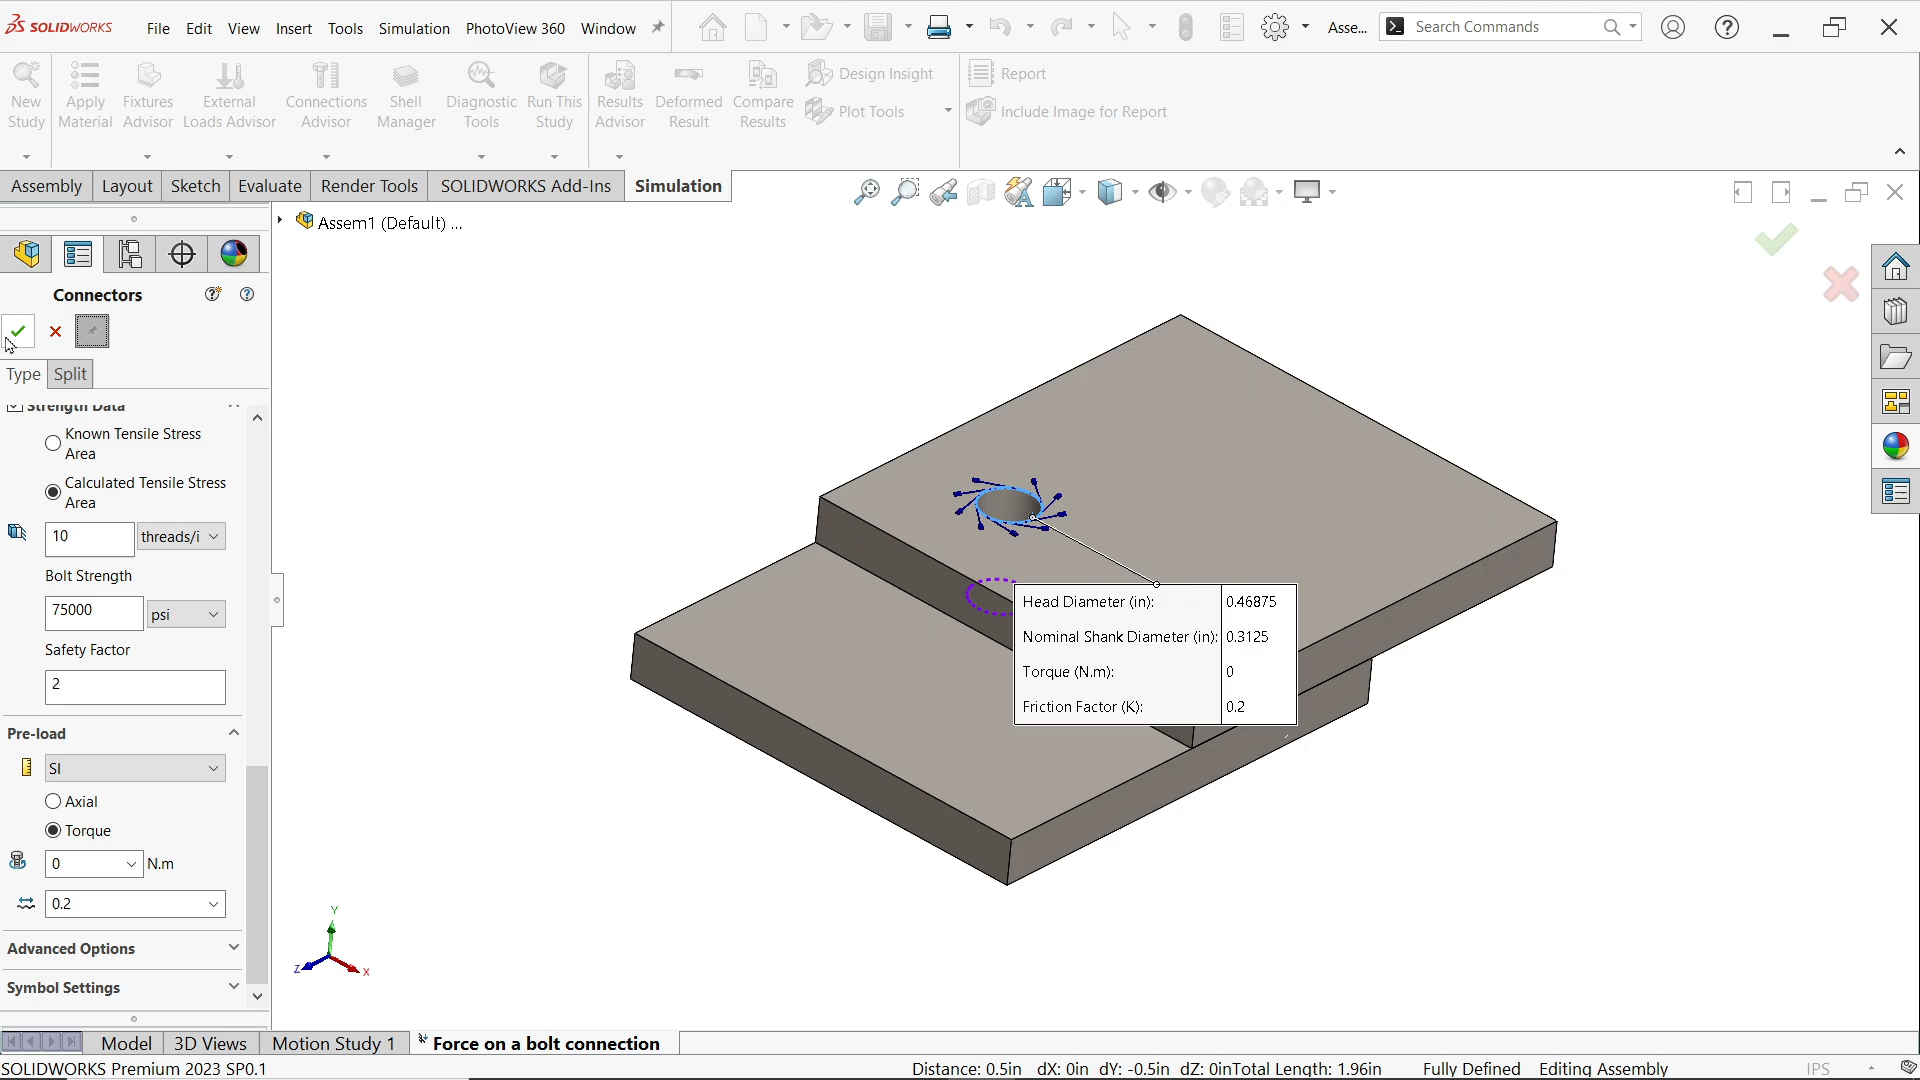 SOLIDWORKS File Edit View Insert Tools Simulation PhotoView 360 Window Asse... Search Commands
New Study
Apply Material
Fixtures Advisor
External Loads Advisor
Connections Advisor
Shell Manager
Diagnostic Tools
Run This Study
Results Advisor
Deformed Result
Compare Results
Design Insight
Plot Tools
Report
Include Image for Report
Assembly Layout Sketch Evaluate Render Tools SOLIDWORKS Add-Ins Simulation
Assem1 (Default) ...
Connectors
Type Split
Strength Data
Known Tensile Stress
Area
Calculated Tensile Stress
Area
10 threads/i
Bolt Strength
75000 psi
Safety Factor
2
Pre-load
SI
Axial
Torque
0 N.m
0.2
Advanced Options
Symbol Settings
Head Diameter (in): 0.46875
Nominal Shank Diameter (in): 0.3125
Torque (N.m): 0
Friction Factor (K): 0.2
Y
Z
X
Model 3D Views Motion Study 1 Force on a bolt connection
SOLIDWORKS Premium 2023 SP0.1 Distance: 0.5in dX: 0in dY: -0.5in dZ: 0inTotal Length: 1.96in Fully Defined Editing Assembly IPS